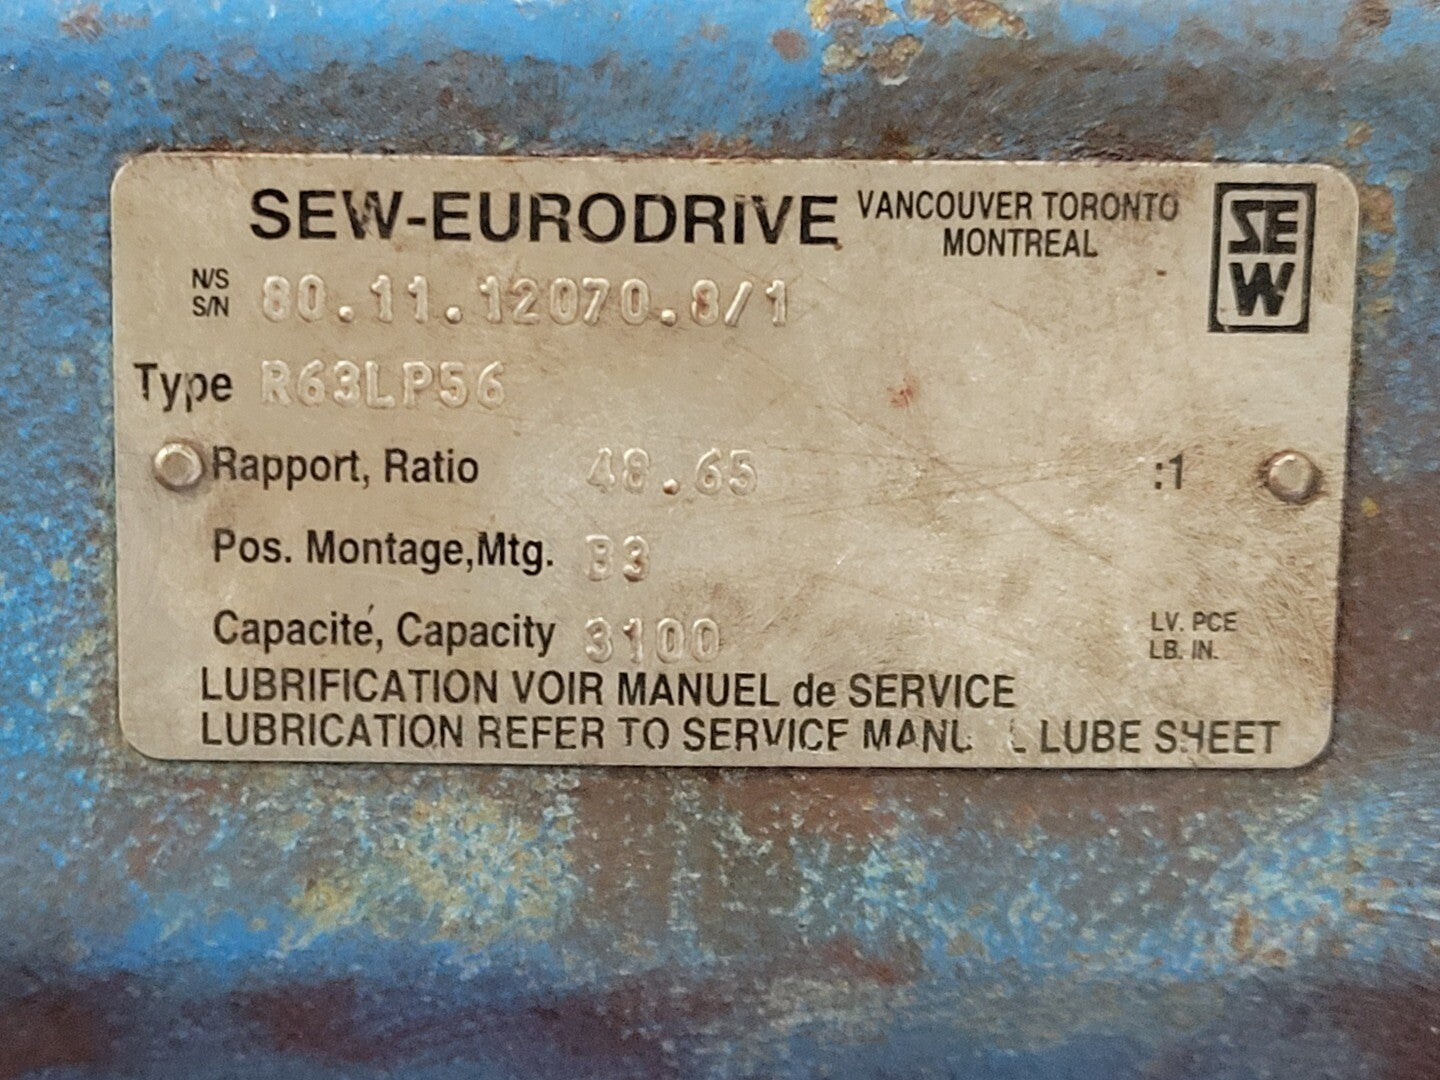 SEW-EURODRIVE VANCOUVER TORONTO
MONTREAL
SEW
N/S
S/N 80.11.12070.8/1
Type R63LP56
Rapport, Ratio 48.65 :1
Pos. Montage,Mtg. B3
Capacité, Capacity 3100 LV. PCE
LB. IN.
LUBRIFICATION VOIR MANUEL de SERVICE
LUBRICATION REFER TO SERVICE MANUAL LUBE SHEET